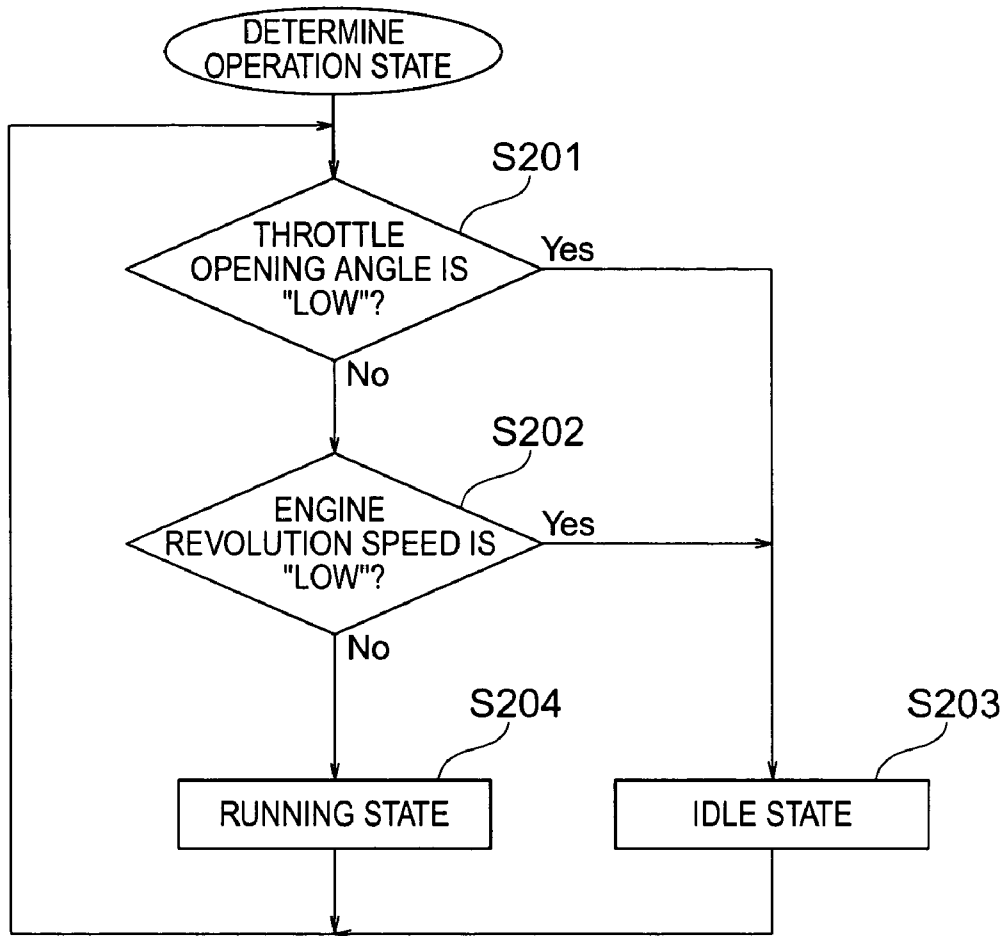 DETERMINE
OPERATION STATE
S201
THROTTLE
OPENING ANGLE IS
"LOW"?
Yes
No
S202
ENGINE
REVOLUTION SPEED IS
"LOW"?
Yes
No
S204
S203
RUNNING STATE
IDLE STATE